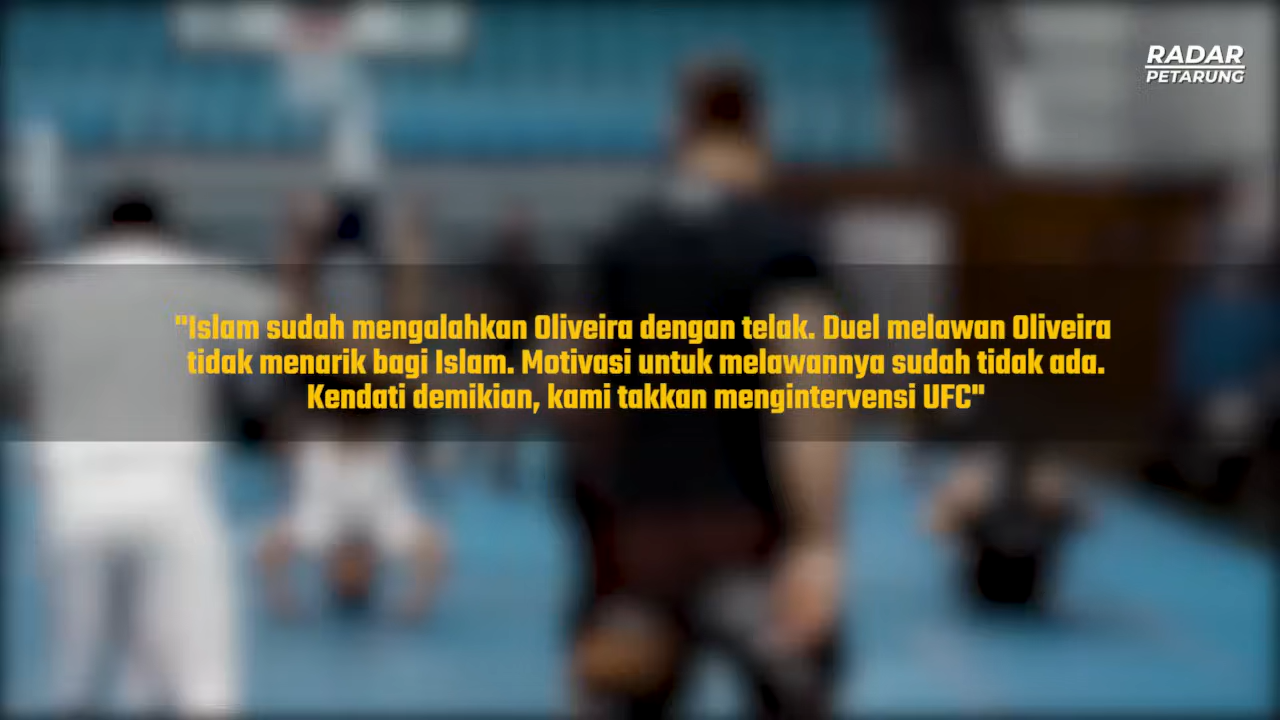 RADAR
PETARUNG
"Islam sudah mengalahkan Oliveira dengan telak. Duel melawan Oliveira
tidak menarik bagi Islam. Motivasi untuk melawannya sudah tidak ada.
Kendati demikian, kami takkan mengintervensi UFC"